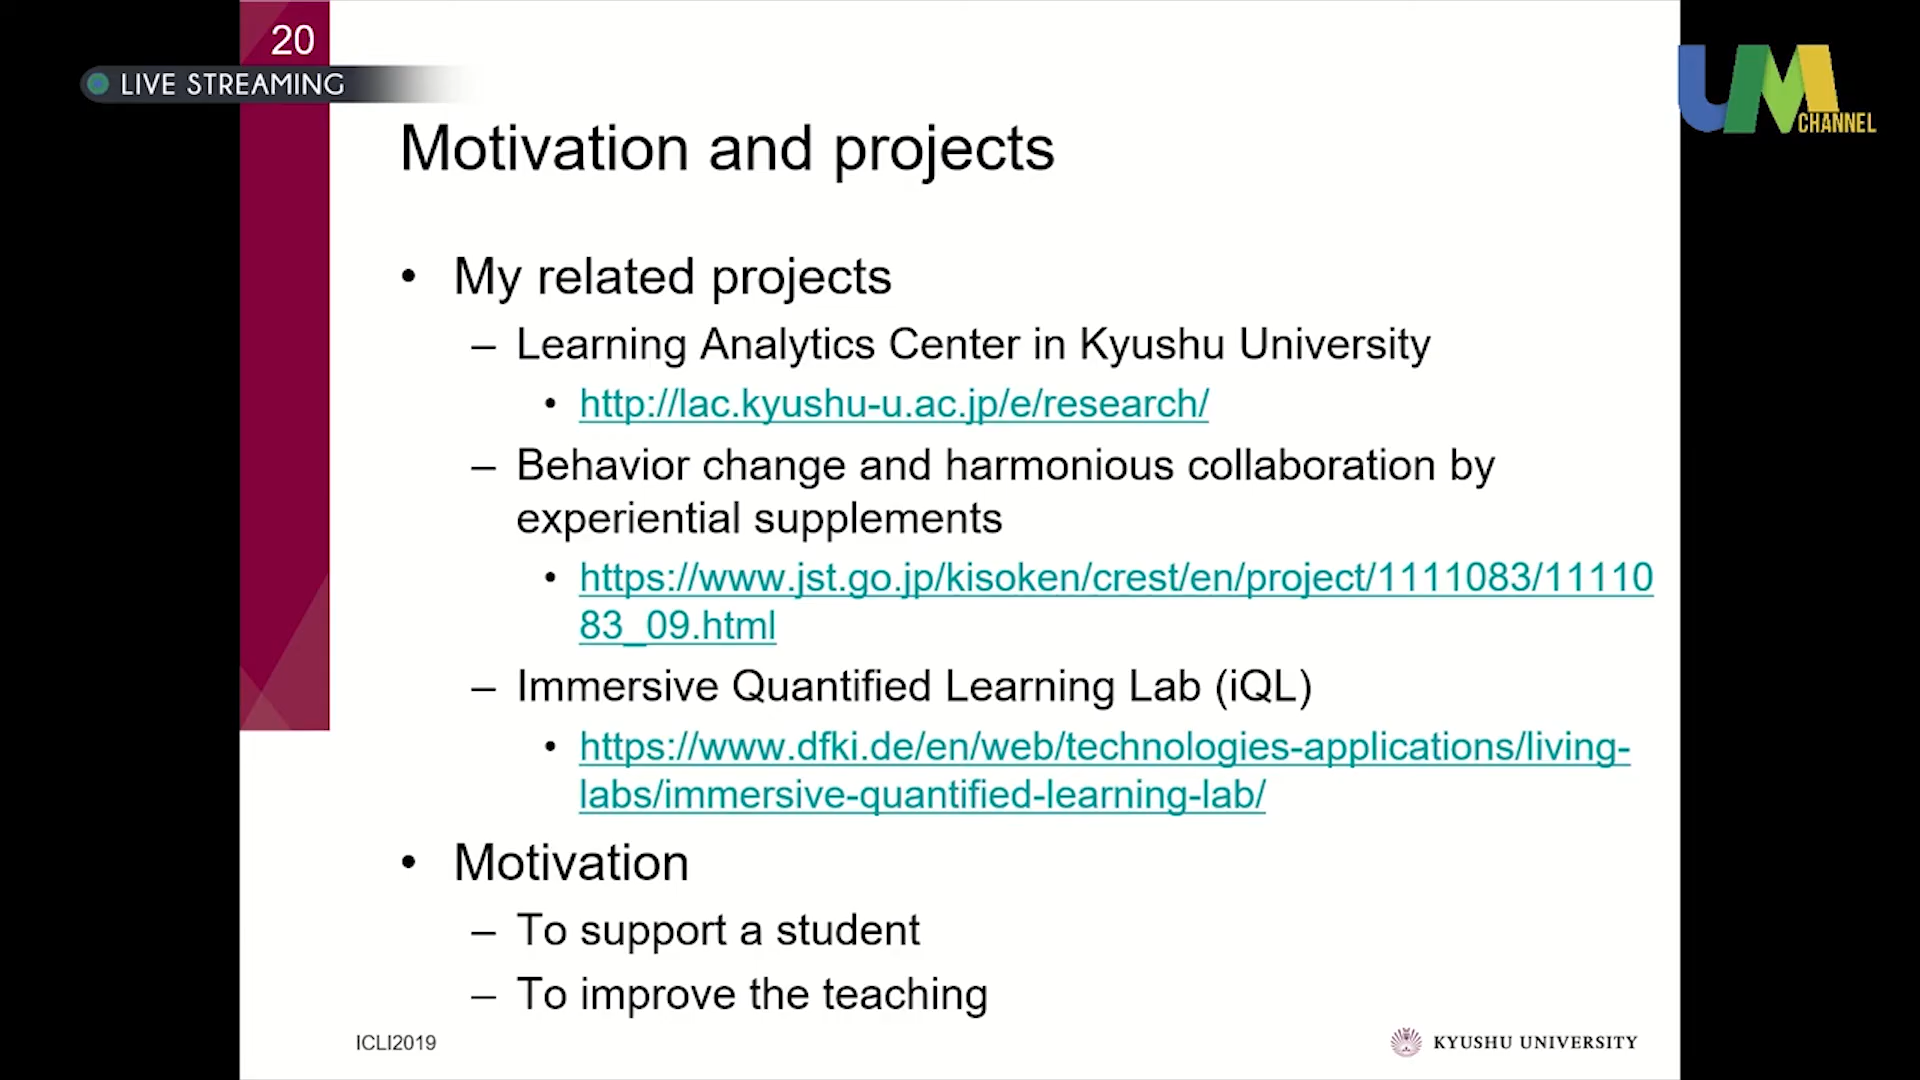 20
LIVE STREAMING
UM
CHANNEL
Motivation and projects
• My related projects
– Learning Analytics Center in Kyushu University
• http://lac.kyushu-u.ac.jp/e/research/
– Behavior change and harmonious collaboration by
experiential supplements
• https://www.jst.go.jp/kisoken/crest/en/project/1111083/11110
83_09.html
– Immersive Quantified Learning Lab (iQL)
• https://www.dfki.de/en/web/technologies-applications/living-
labs/immersive-quantified-learning-lab/
• Motivation
– To support a student
– To improve the teaching
ICLI2019
KYUSHU UNIVERSITY